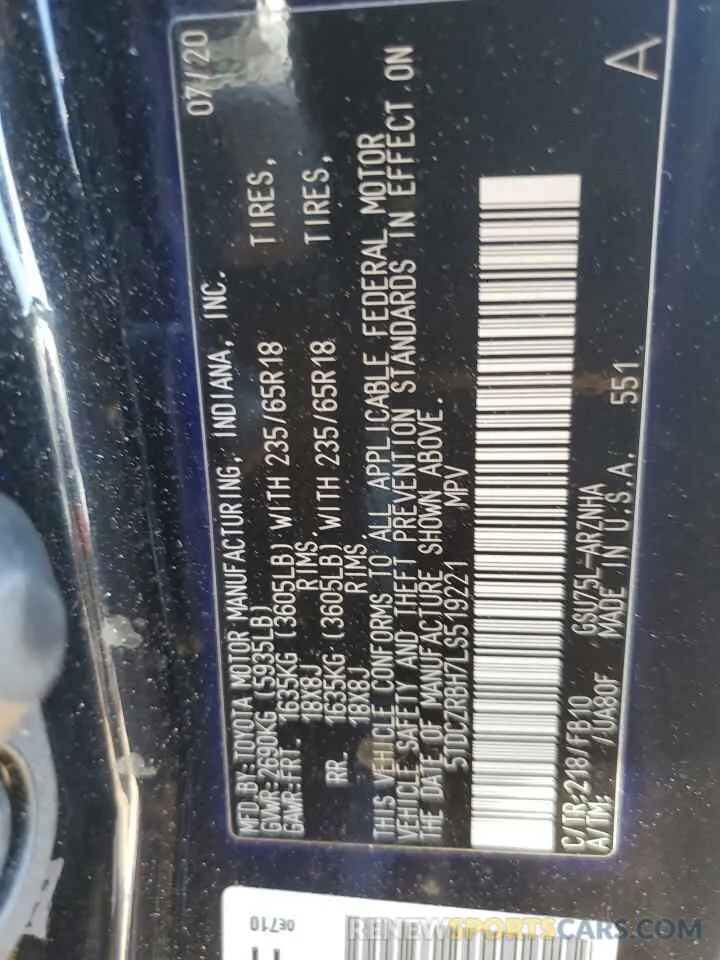 MFD.BY:TOYOTA MOTOR MANUFACTURING, INDIANA, INC. 07/20
GVWR:2690KG (5935LB)
GAWR:FRT. 1635KG (3605LB) WITH 235/65R18 TIRES,
18X8J RIMS.
RR. 1635KG (3605LB) WITH 235/65R18 TIRES,
18X8J RIMS.
THIS VEHICLE CONFORMS TO ALL APPLICABLE FEDERAL MOTOR
VEHICLE SAFETY AND THEFT PREVENTION STANDARDS IN EFFECT ON
THE DATE OF MANUFACTURE SHOWN ABOVE.
5TDCZRBH7LS519221 MPV
C/TR:218/FB10 GSU75L-ARZNHA
A/TM: /UA80F MADE IN U.S.A. 551 A
0E710
RENEWSPORTSCARS.COM